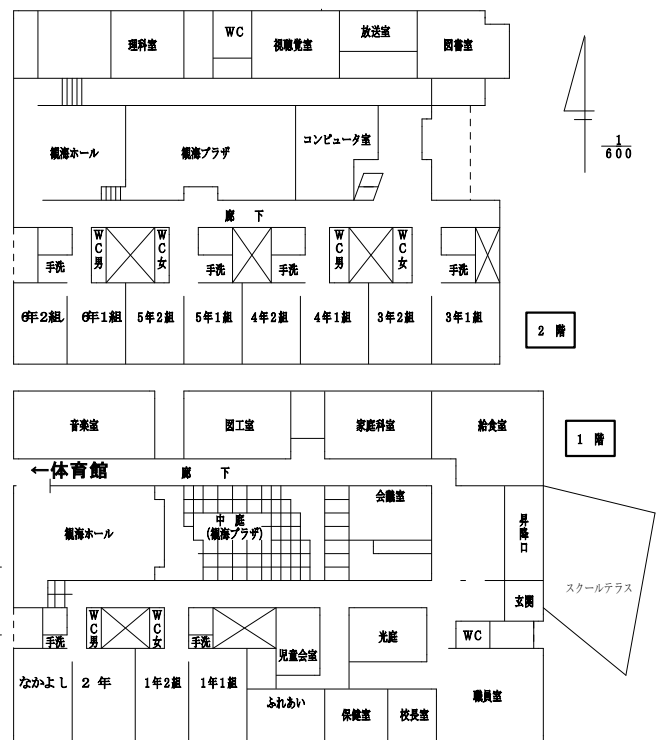 理科室
WC
視聴覚室
放送室
図書室
観海ホール
観海プラザ
コンピュータ室
1
600
廊 下
手洗
WC男
WC女
手洗
手洗
WC男
WC女
手洗
6年2組
6年1組
5年2組
5年1組
4年2組
4年1組
3年2組
3年1組
2 階
音楽室
図工室
家庭科室
給食室
1 階
←体育館
廊 下
観海ホール
中 庭
(観海プラザ)
会議室
昇降口
スクールテラス
玄関
手洗
WC男
WC女
手洗
児童会室
光庭
WC
なかよし
2 年
1年2組
1年1組
ふれあい
保健室
校長室
職員室